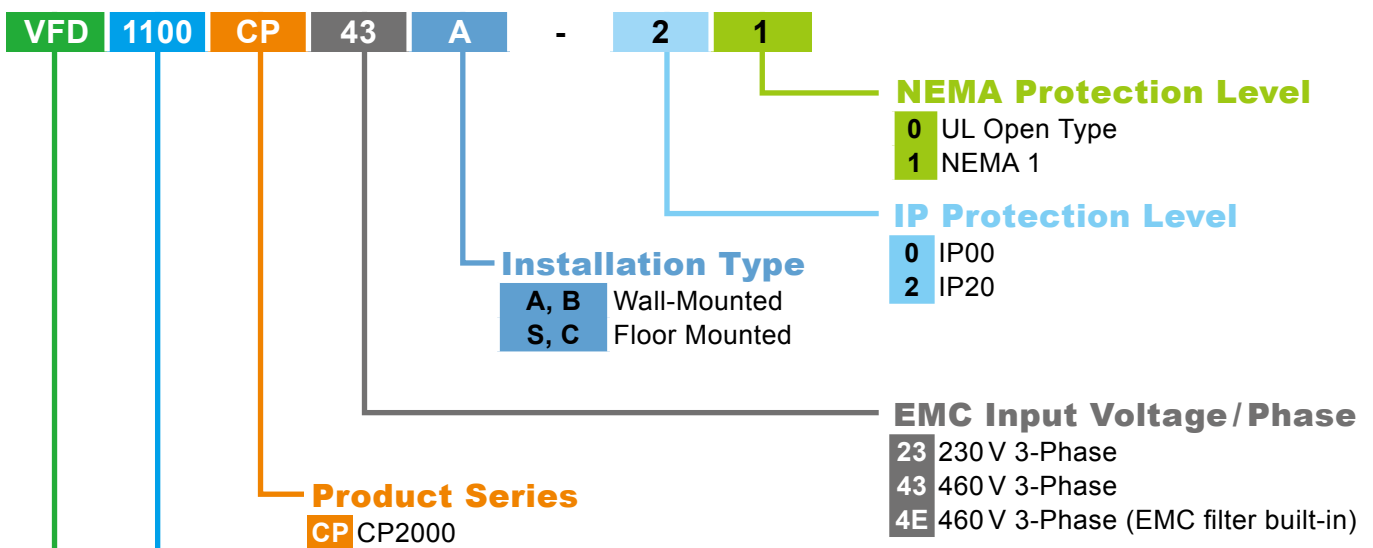 VFD 1100 CP 43 A - 2 1
NEMA Protection Level
0 UL Open Type
1 NEMA 1
IP Protection Level
0 IP00
2 IP20
Installation Type
A, B Wall-Mounted
S, C Floor Mounted
EMC Input Voltage/Phase
23 230 V 3-Phase
43 460 V 3-Phase
4E 460 V 3-Phase (EMC filter built-in)
Product Series
CP CP2000